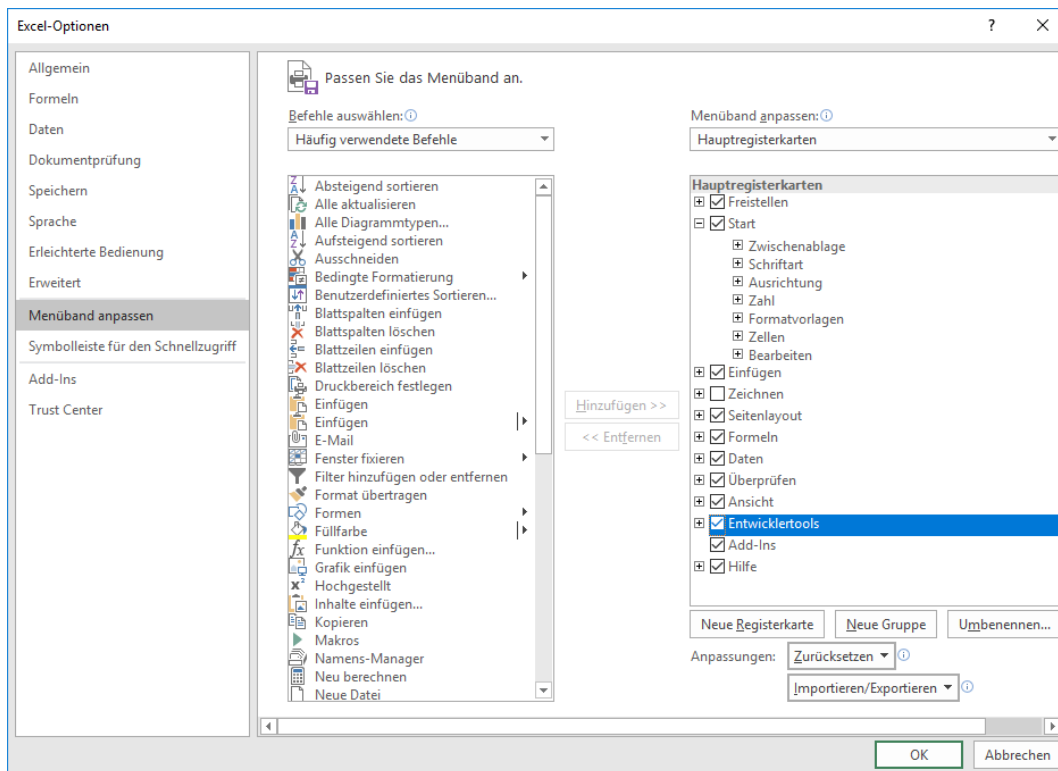 Excel-Optionen
?
Allgemein
Formeln
Daten
Dokumentprüfung
Speichern
Sprache
Erleichterte Bedienung
Erweitert
Menüband anpassen
Symbolleiste für den Schnellzugriff
Add-Ins
Trust Center
Passen Sie das Menüband an.
Befehle auswählen:
Häufig verwendete Befehle
Absteigend sortieren
Alle aktualisieren
Alle Diagrammtypen...
Aufsteigend sortieren
Ausschneiden
Bedingte Formatierung
Benutzerdefiniertes Sortieren...
Blattspalten einfügen
Blattspalten löschen
Blattzeilen einfügen
Blattzeilen löschen
Druckbereich festlegen
Einfügen
Einfügen
E-Mail
Fenster fixieren
Filter hinzufügen oder entfernen
Format übertragen
Formen
Füllfarbe
Funktion einfügen...
Grafik einfügen
Hochgestellt
Inhalte einfügen...
Kopieren
Makros
Namens-Manager
Neu berechnen
Neue Datei
Hinzufügen >>
<< Entfernen
Menüband anpassen:
Hauptregisterkarten
Hauptregisterkarten
Freistellen
Start
Zwischenablage
Schriftart
Ausrichtung
Zahl
Formatvorlagen
Zellen
Bearbeiten
Einfügen
Zeichnen
Seitenlayout
Formeln
Daten
Überprüfen
Ansicht
Entwicklertools
Add-Ins
Hilfe
Neue Registerkarte
Neue Gruppe
Umbenennen...
Anpassungen:
Zurücksetzen
Importieren/Exportieren
OK
Abbrechen